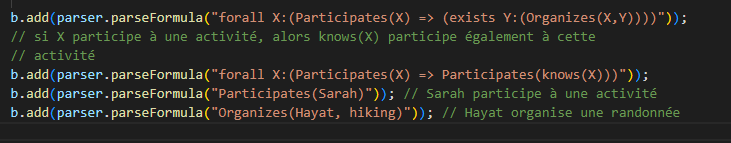 b.add(parser.parseFormula("forall X:(Participates(X) => (exists Y:(Organizes(X,Y))))"));
// si X participe à une activité, alors knows(X) participe également à cette
// activité
b.add(parser.parseFormula("forall X:(Participates(X) => Participates(knows(X)))"));
b.add(parser.parseFormula("Participates(Sarah)")); // Sarah participe à une activité
b.add(parser.parseFormula("Organizes(Hayat, hiking)")); // Hayat organise une randonnée